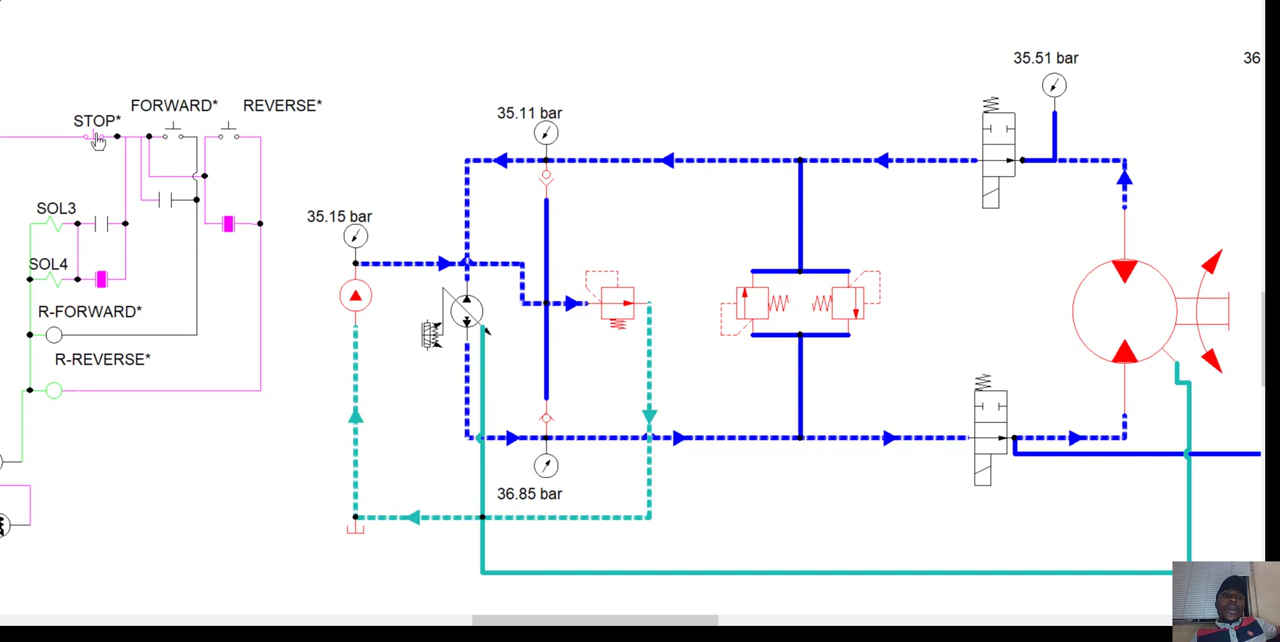 35.51 bar
36
FORWARD*
REVERSE*
STOP*
35.11 bar
SOL3
35.15 bar
SOL4
R-FORWARD*
R-REVERSE*
36.85 bar